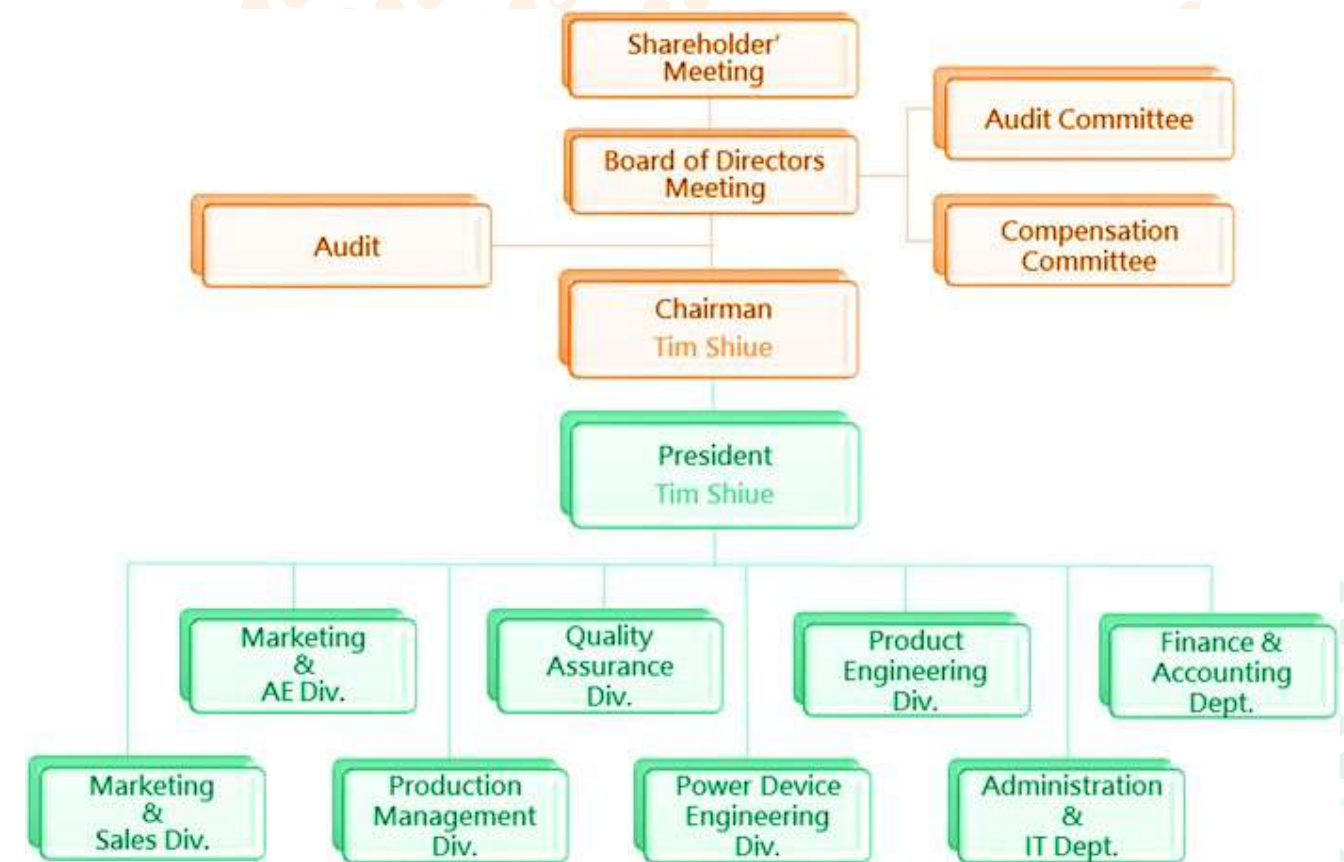 Shareholder'
Meeting
Audit Committee
Board of Directors
Meeting
Audit
Compensation
Committee
Chairman
Tim Shiue
President
Tim Shiue
Marketing
&
AE Div.
Quality
Assurance
Div.
Product
Engineering
Div.
Finance &
Accounting
Dept.
Marketing
&
Sales Div.
Production
Management
Div.
Power Device
Engineering
Div.
Administration
&
IT Dept.